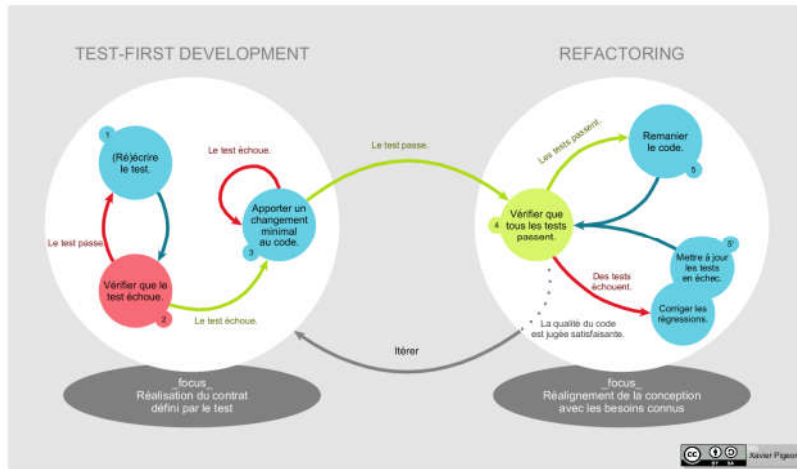 TEST-FIRST DEVELOPMENT
REFACTORING
1
(Ré)écrire
le test.
Le test passe.
Vérifier que le
test échoue.
2
Le test échoue.
Le test échoue.
Apporter un
changement
minimal
au code.
3
Le test passe.
Les tests passent.
Remanier
le code.
5
4
Vérifier que
tous les tests
passent.
5'
Mettre à jour
les tests
en échec.
Des tests
échouent.
Corriger les
régressions.
La qualité du code
est jugée satisfaisante.
Itérer
_focus_
Réalisation du contrat
défini par le test
_focus_
Réalignement de la conception
avec les besoins connus
cc
BY SA
Xavier Pigeon